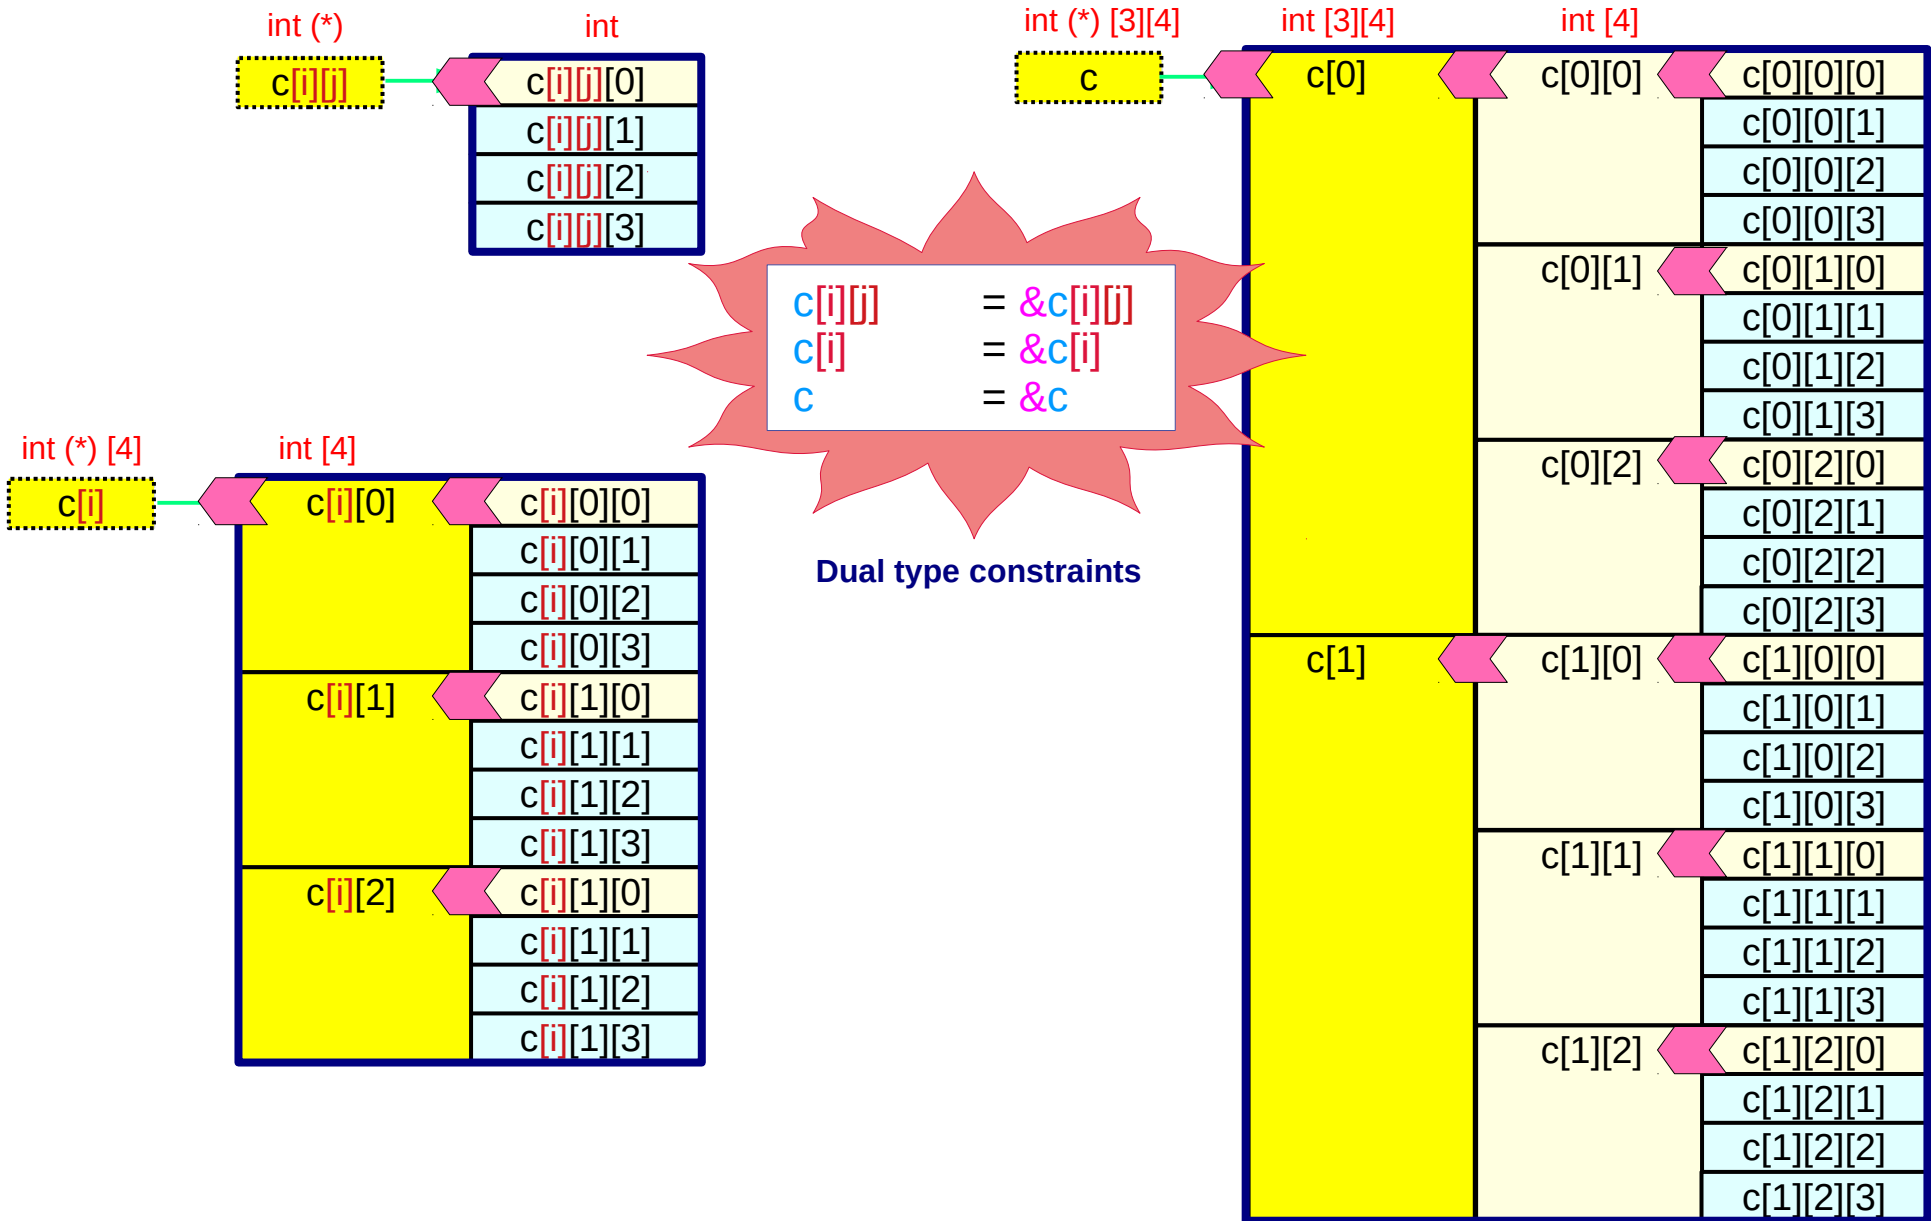 int (*) int
c[i][j] c[i][j][0]
c[i][j][1]
c[i][j][2]
c[i][j][3]
int (*) [3][4] int [3][4] int [4]
c c[0] c[0][0] c[0][0][0]
c[0][0][1]
c[0][0][2]
c[0][0][3]
c[0][1] c[0][1][0]
c[0][1][1]
c[0][1][2]
c[0][1][3]
c[0][2] c[0][2][0]
c[0][2][1]
c[0][2][2]
c[0][2][3]
c[1] c[1][0] c[1][0][0]
c[1][0][1]
c[1][0][2]
c[1][0][3]
c[1][1] c[1][1][0]
c[1][1][1]
c[1][1][2]
c[1][1][3]
c[1][2] c[1][2][0]
c[1][2][1]
c[1][2][2]
c[1][2][3]
c[i][j] = &c[i][j]
c[i] = &c[i]
c = &c
Dual type constraints
int (*) [4] int [4]
c[i] c[i][0] c[i][0][0]
c[i][0][1]
c[i][0][2]
c[i][0][3]
c[i][1] c[i][1][0]
c[i][1][1]
c[i][1][2]
c[i][1][3]
c[i][2] c[i][1][0]
c[i][1][1]
c[i][1][2]
c[i][1][3]